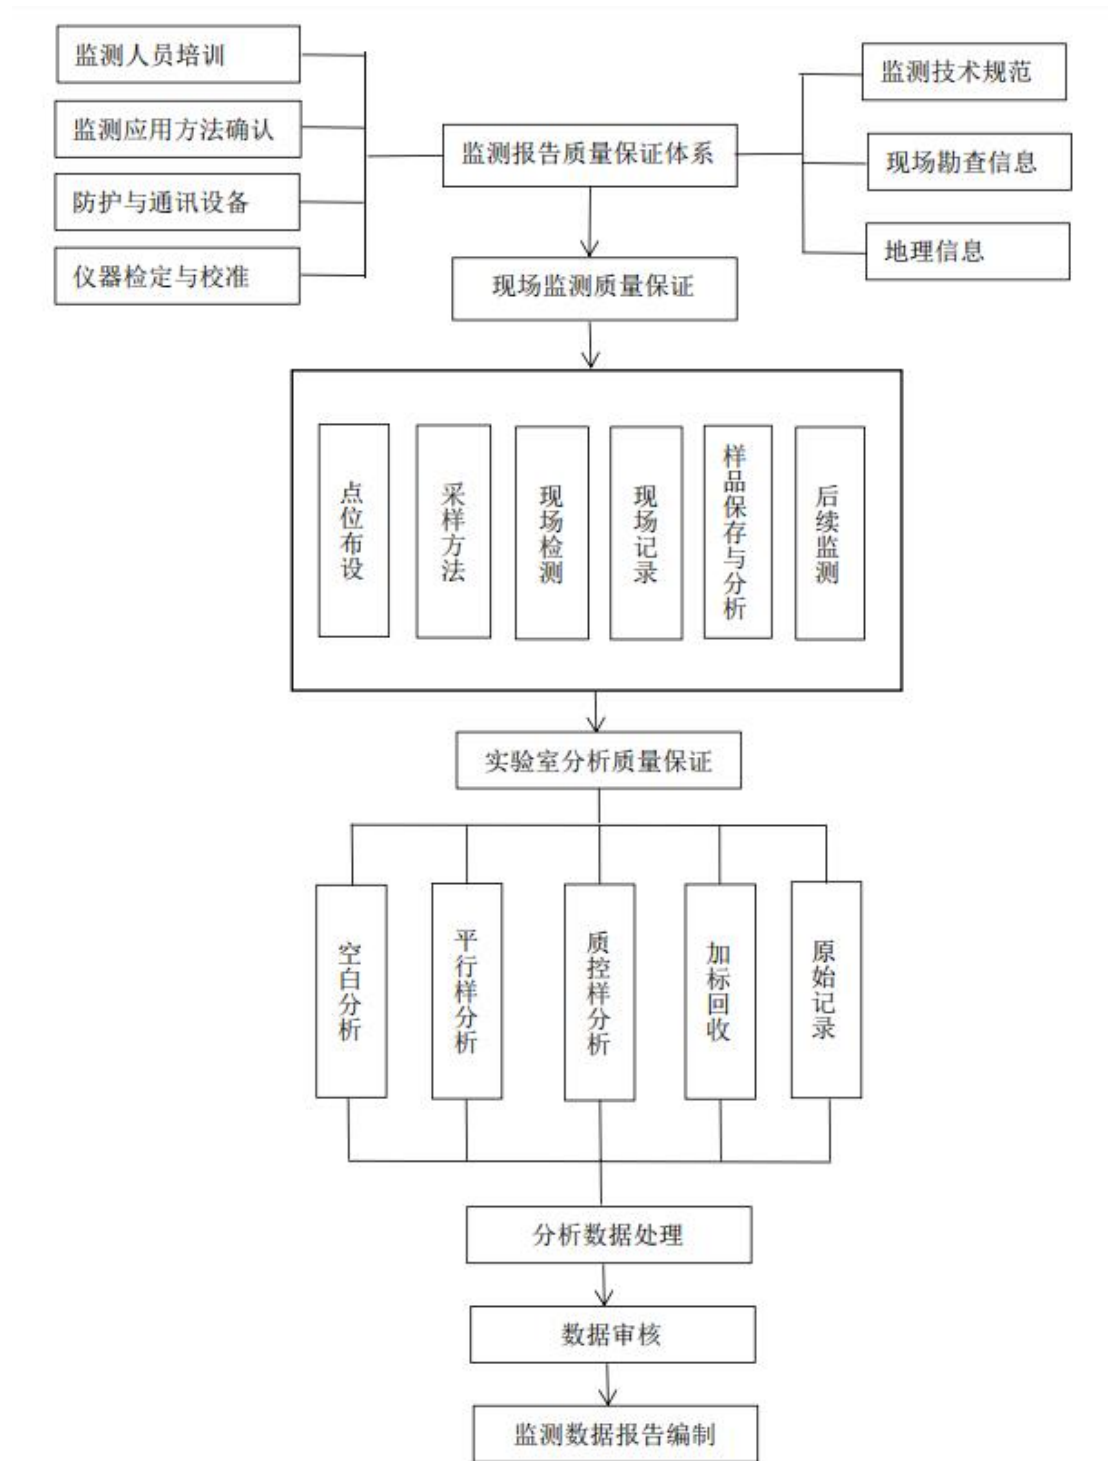 监测人员培训
监测应用方法确认
防护与通讯设备
仪器检定与校准
监测报告质量保证体系
监测技术规范
现场勘查信息
地理信息
现场监测质量保证
点位布设
采样方法
现场检测
现场记录
样品保存与分析
后续监测
实验室分析质量保证
空白分析
平行样分析
质控样分析
加标回收
原始记录
分析数据处理
数据审核
监测数据报告编制